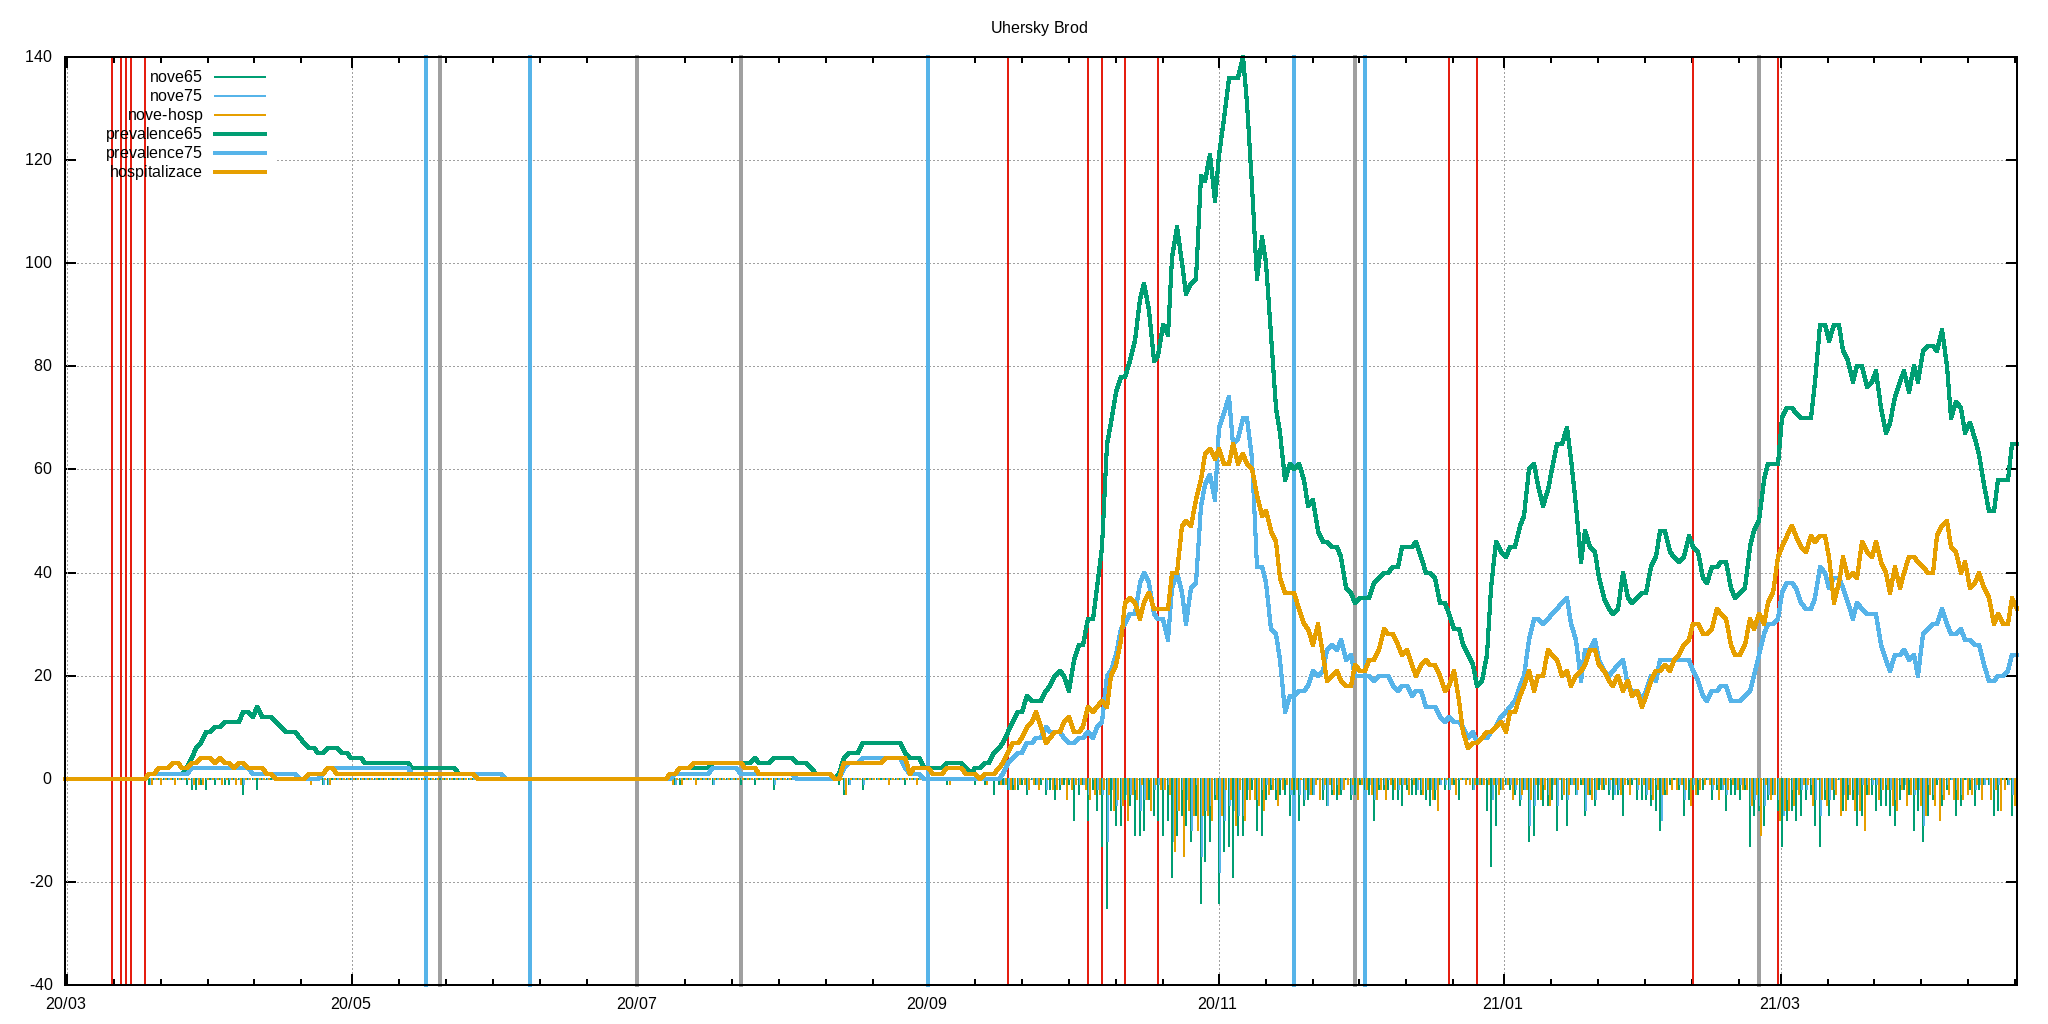 Uhersky Brod
140
120
100
80
60
40
20
0
-20
-40
nove65
nove75
nove-hosp
prevalence65
prevalence75
hospitalizace
20/03 20/05 20/07 20/09 20/11 21/01 21/03